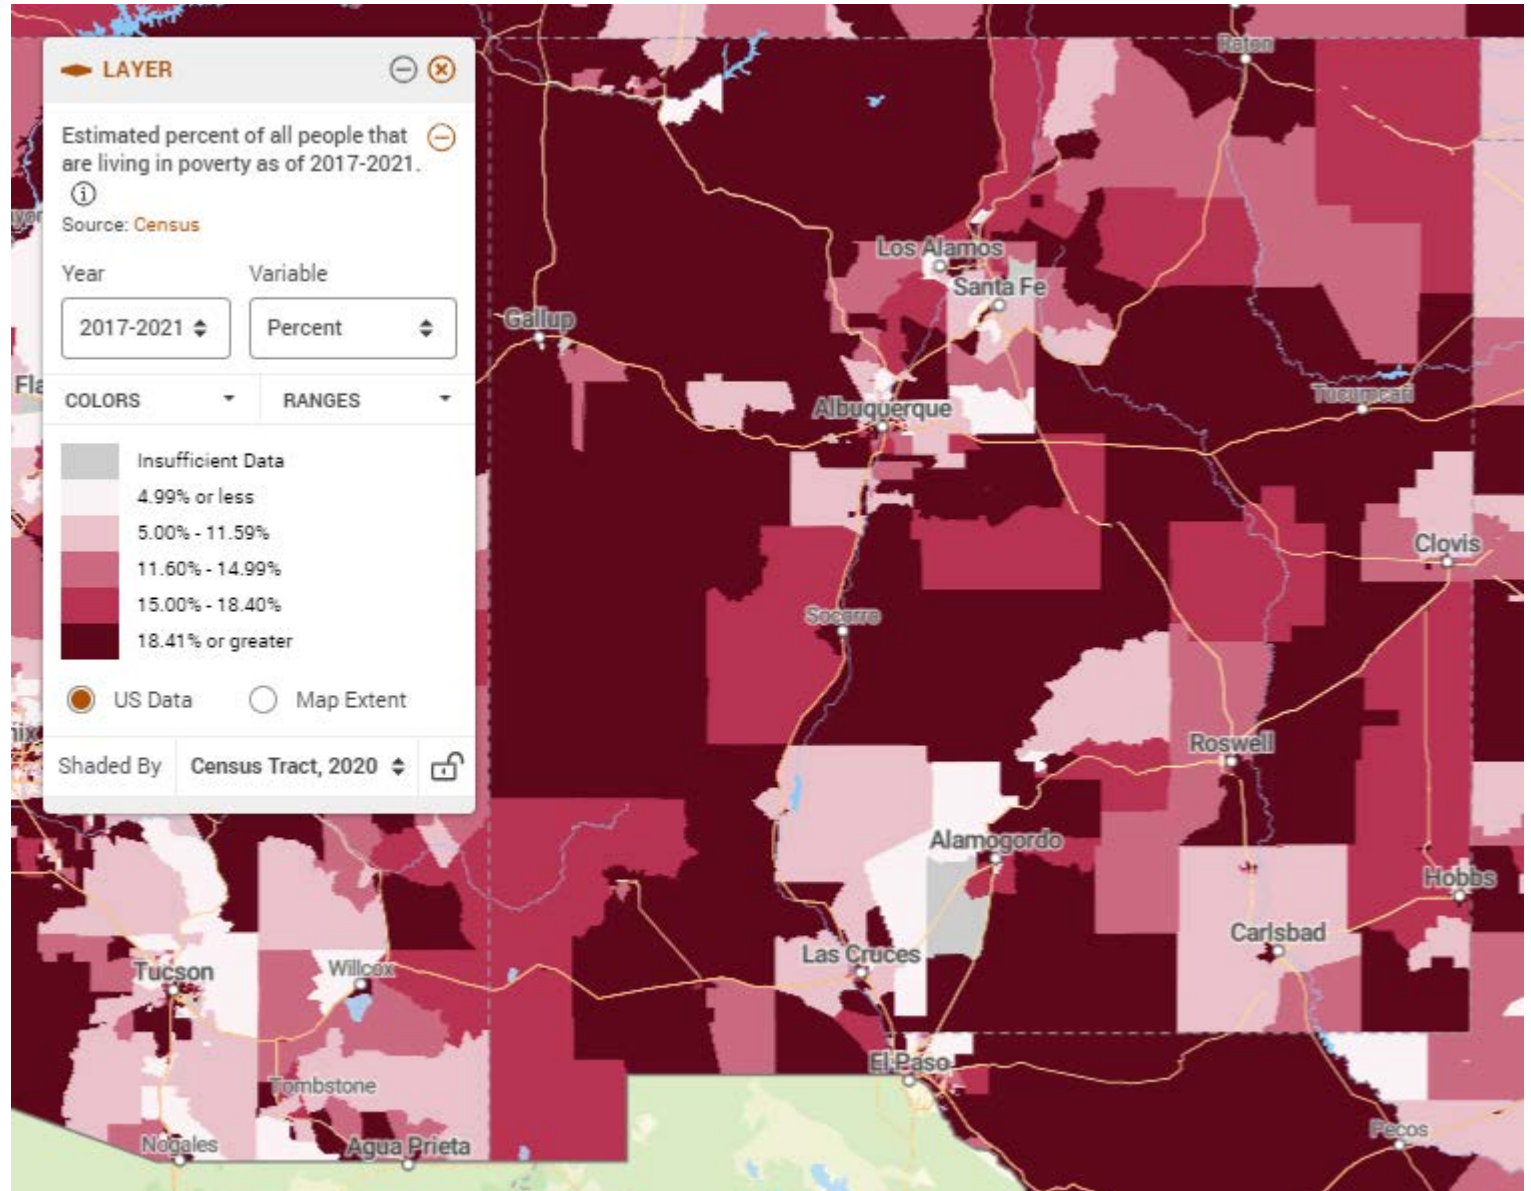 LAYER
Estimated percent of all people that
are living in poverty as of 2017-2021.
Source: Census
Year
Variable
2017-2021
Percent
COLORS
RANGES
Insufficient Data
4.99% or less
5.00% - 11.59%
11.60% - 14.99%
15.00% - 18.40%
18.41% or greater
US Data
Map Extent
Shaded By
Census Tract, 2020
Raton
Los Alamos
Santa Fe
Gallup
Fla
Albuquerque
Tucumcari
Clovis
Socorro
Roswell
Alamogordo
Hobbs
Carlsbad
Las Cruces
Tucson
Willcox
El Paso
Tombstone
Nogales
Agua Prieta
Pecos